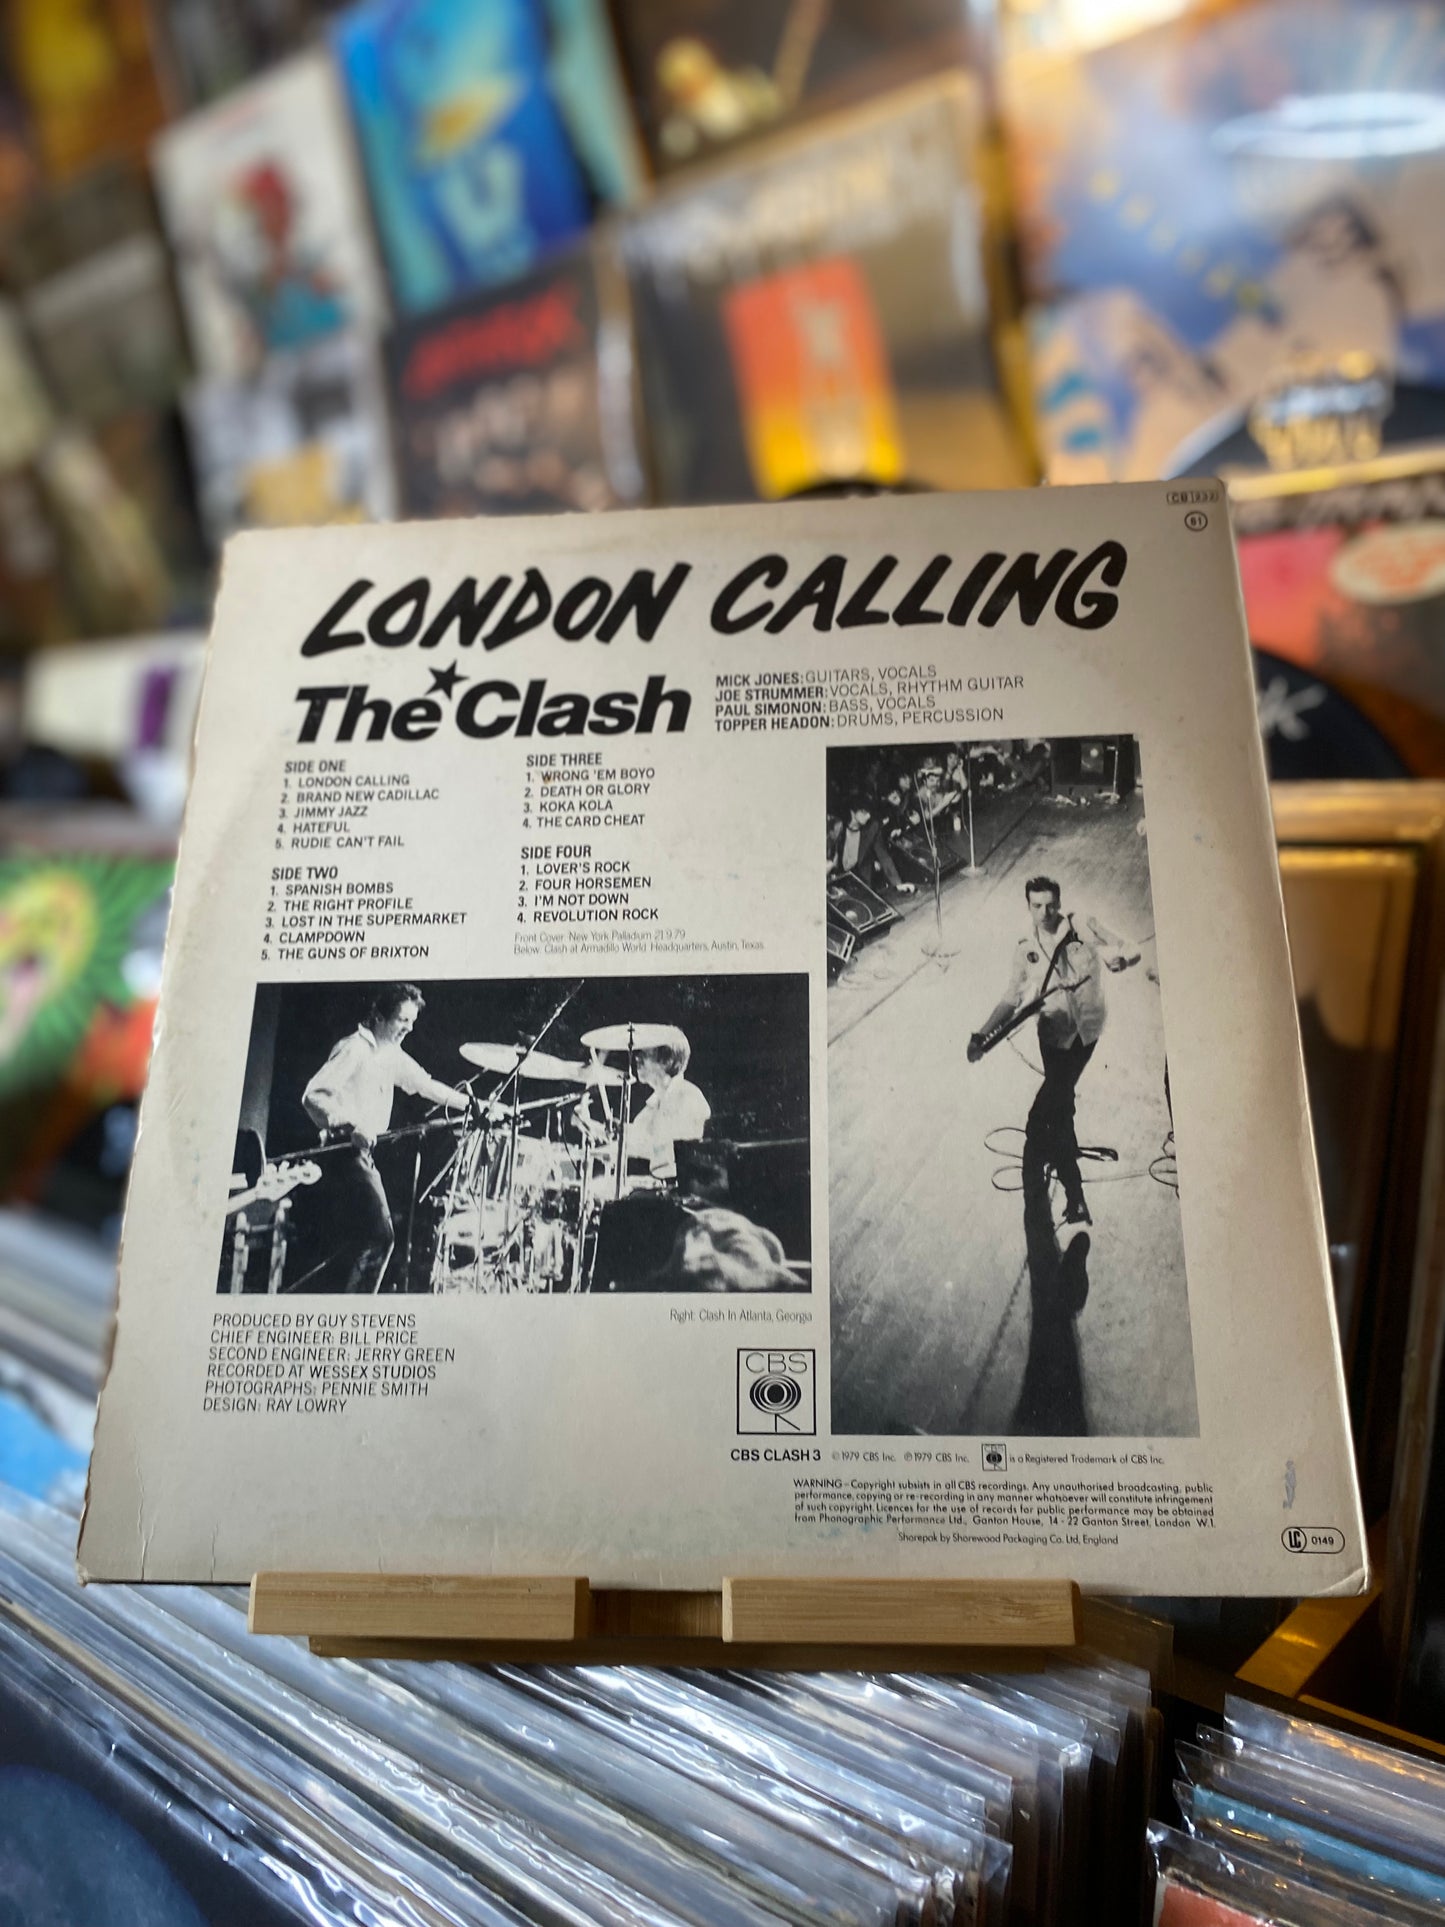 CB 232
61
LONDON CALLING
The Clash
MICK JONES: GUITARS, VOCALS
JOE STRUMMER: VOCALS, RHYTHM GUITAR
PAUL SIMONON: BASS, VOCALS
TOPPER HEADON: DRUMS, PERCUSSION
SIDE ONE
1. LONDON CALLING
2. BRAND NEW CADILLAC
3. JIMMY JAZZ
4. HATEFUL
5. RUDIE CAN'T FAIL
SIDE TWO
1. SPANISH BOMBS
2. THE RIGHT PROFILE
3. LOST IN THE SUPERMARKET
4. CLAMPDOWN
5. THE GUNS OF BRIXTON
SIDE THREE
1. WRONG 'EM BOYO
2. DEATH OR GLORY
3. KOKA KOLA
4. THE CARD CHEAT
SIDE FOUR
1. LOVER'S ROCK
2. FOUR HORSEMEN
3. I'M NOT DOWN
4. REVOLUTION ROCK
Front Cover: New York Palladium 21.9.79
Below: Clash at Armadillo World Headquarters, Austin, Texas.
PRODUCED BY GUY STEVENS
CHIEF ENGINEER: BILL PRICE
SECOND ENGINEER: JERRY GREEN
RECORDED AT WESSEX STUDIOS
PHOTOGRAPHS: PENNIE SMITH
DESIGN: RAY LOWRY
Right: Clash In Atlanta, Georgia
CBS
CBS CLASH 3 © 1979 CBS Inc. ℗ 1979 CBS Inc. CBS is a Registered Trademark of CBS Inc.
WARNING—Copyright subsists in all CBS recordings. Any unauthorised broadcasting, public
performance, copying or re-recording in any manner whatsoever will constitute infringement
of such copyright. Licences for the use of records for public performance may be obtained
from Phonographic Performance Ltd., Ganton House, 14-22 Ganton Street, London W.1.
Shorepak by Shorewood Packaging Co. Ltd, England
LC 0149